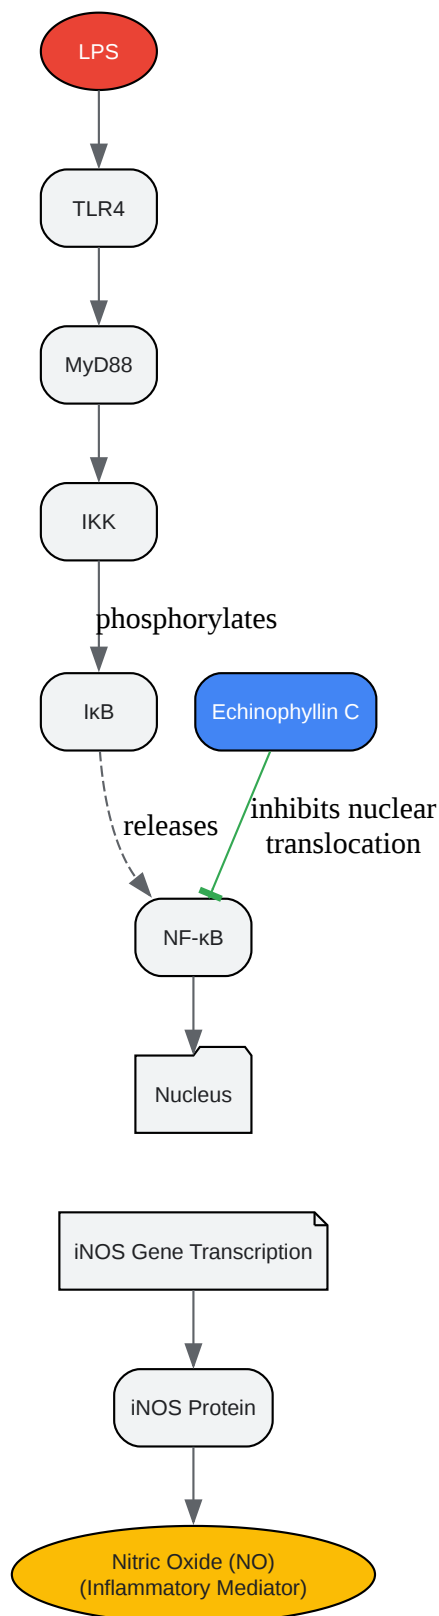 LPS
TLR4
MyD88
IKK
phosphorylates
IκB
Echinophyllin C
releases
inhibits nuclear
translocation
NF-κB
Nucleus
iNOS Gene Transcription
iNOS Protein
Nitric Oxide (NO)
(Inflammatory Mediator)